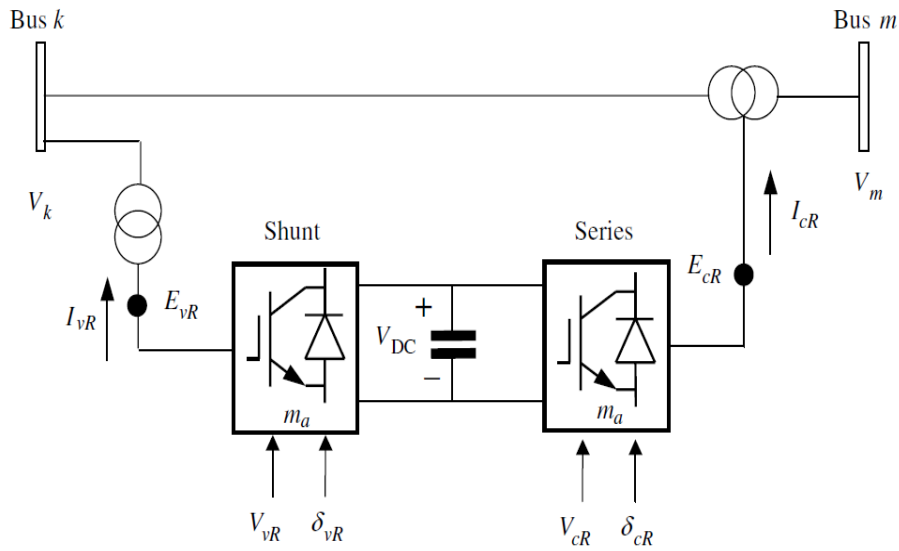 Bus k
Bus m
V_k
V_m
I_cR
Shunt
Series
E_cR
E_vR
I_vR
+
V_DC
−
m_a
m_a
V_vR
δ_vR
V_cR
δ_cR